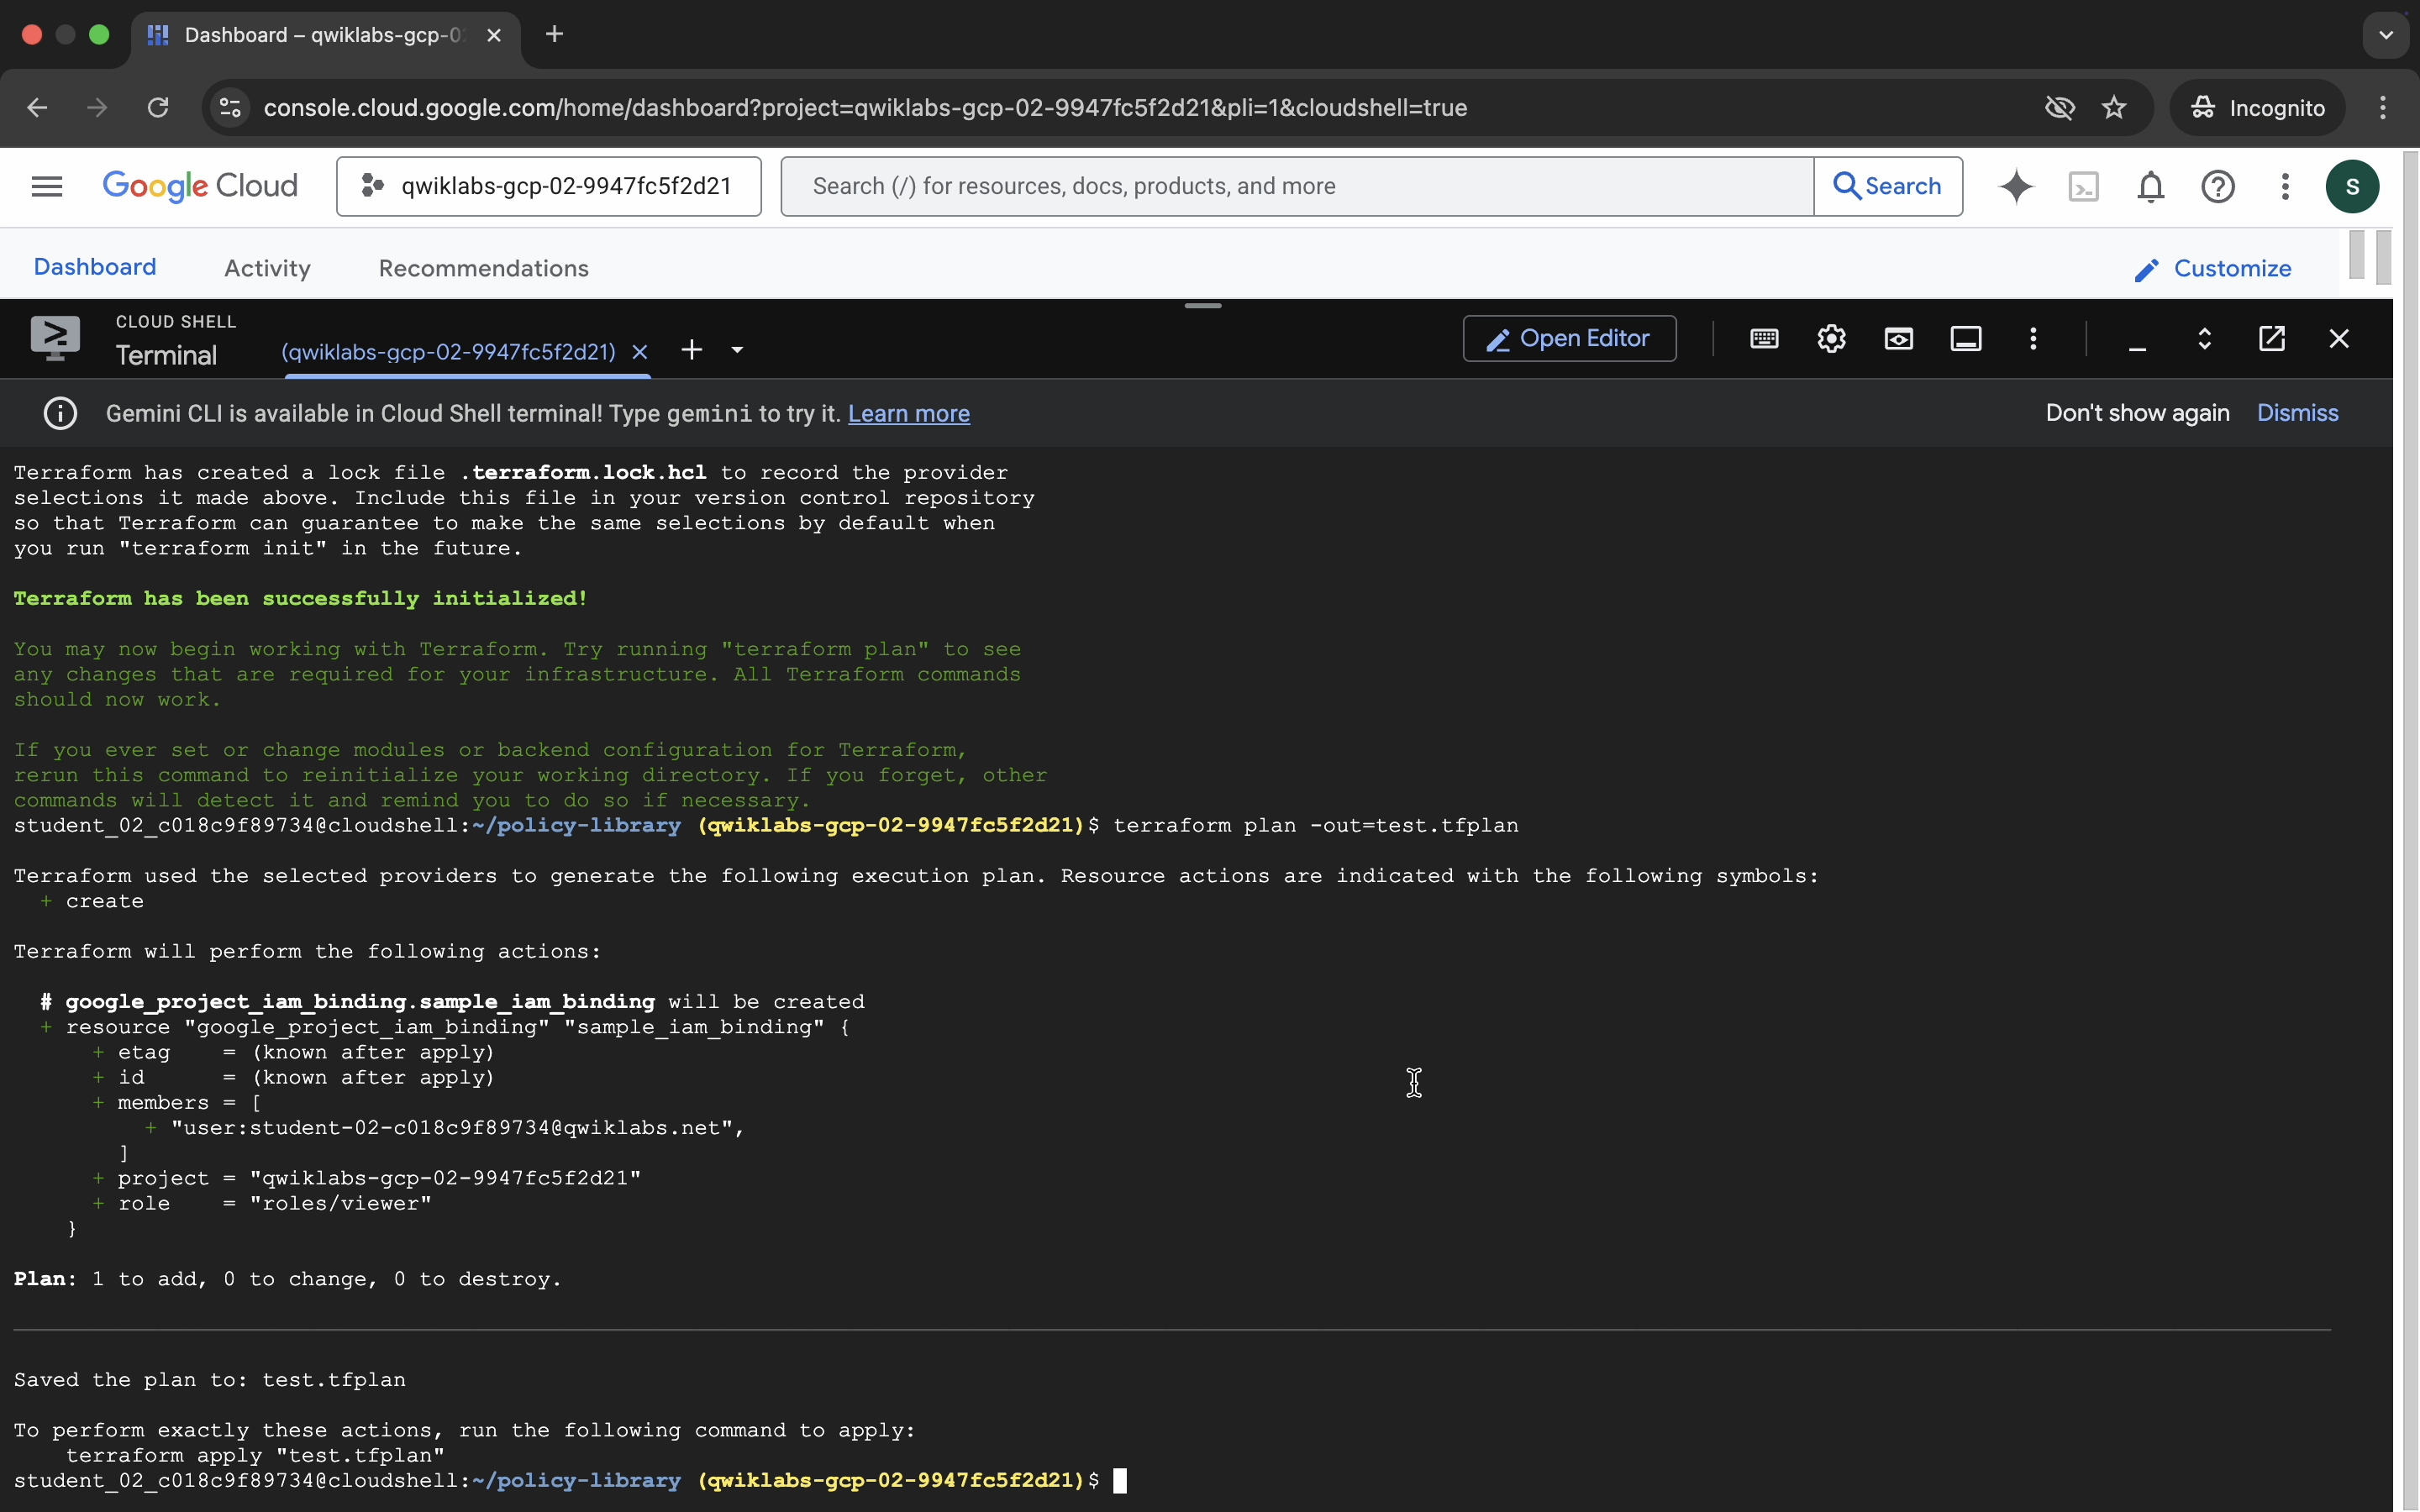 Dashboard – qwiklabs-gcp-0
console.cloud.google.com/home/dashboard?project=qwiklabs-gcp-02-9947fc5f2d21&pli=1&cloudshell=true
Incognito
Google Cloud
qwiklabs-gcp-02-9947fc5f2d21
Search (/) for resources, docs, products, and more
Search
S
Dashboard
Activity
Recommendations
Customize
CLOUD SHELL
Terminal
(qwiklabs-gcp-02-9947fc5f2d21)
Open Editor
Gemini CLI is available in Cloud Shell terminal! Type gemini to try it. Learn more
Don't show again
Dismiss
Terraform has created a lock file .terraform.lock.hcl to record the provider
selections it made above. Include this file in your version control repository
so that Terraform can guarantee to make the same selections by default when
you run "terraform init" in the future.
Terraform has been successfully initialized!
You may now begin working with Terraform. Try running "terraform plan" to see
any changes that are required for your infrastructure. All Terraform commands
should now work.
If you ever set or change modules or backend configuration for Terraform,
rerun this command to reinitialize your working directory. If you forget, other
commands will detect it and remind you to do so if necessary.
student_02_c018c9f89734@cloudshell:~/policy-library (qwiklabs-gcp-02-9947fc5f2d21)$ terraform plan -out=test.tfplan
Terraform used the selected providers to generate the following execution plan. Resource actions are indicated with the following symbols:
+ create
Terraform will perform the following actions:
# google_project_iam_binding.sample_iam_binding will be created
+ resource "google_project_iam_binding" "sample_iam_binding" {
+ etag = (known after apply)
+ id = (known after apply)
+ members = [
+ "user:student-02-c018c9f89734@qwiklabs.net",
]
+ project = "qwiklabs-gcp-02-9947fc5f2d21"
+ role = "roles/viewer"
}
Plan: 1 to add, 0 to change, 0 to destroy.
Saved the plan to: test.tfplan
To perform exactly these actions, run the following command to apply:
terraform apply "test.tfplan"
student_02_c018c9f89734@cloudshell:~/policy-library (qwiklabs-gcp-02-9947fc5f2d21)$